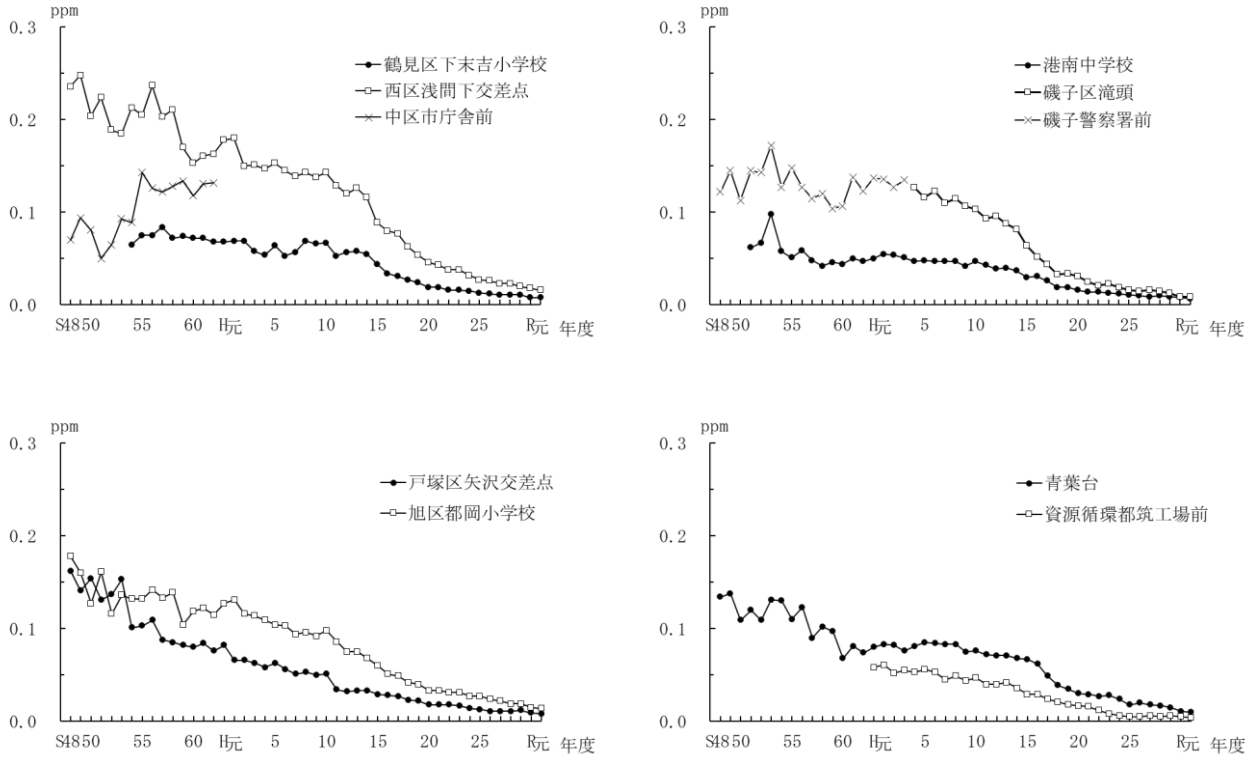 ppm
0.3
0.2
0.1
0.0
鶴見区下末吉小学校
西区浅間下交差点
中区市庁舎前
S48 50 55 60 H元 5 10 15 20 25 R元 年度
ppm
0.3
0.2
0.1
0.0
港南中学校
磯子区滝頭
磯子警察署前
S48 50 55 60 H元 5 10 15 20 25 R元 年度
ppm
0.3
0.2
0.1
0.0
戸塚区矢沢交差点
旭区都岡小学校
S48 50 55 60 H元 5 10 15 20 25 R元 年度
ppm
0.3
0.2
0.1
0.0
青葉台
資源循環都筑工場前
S48 50 55 60 H元 5 10 15 20 25 R元 年度